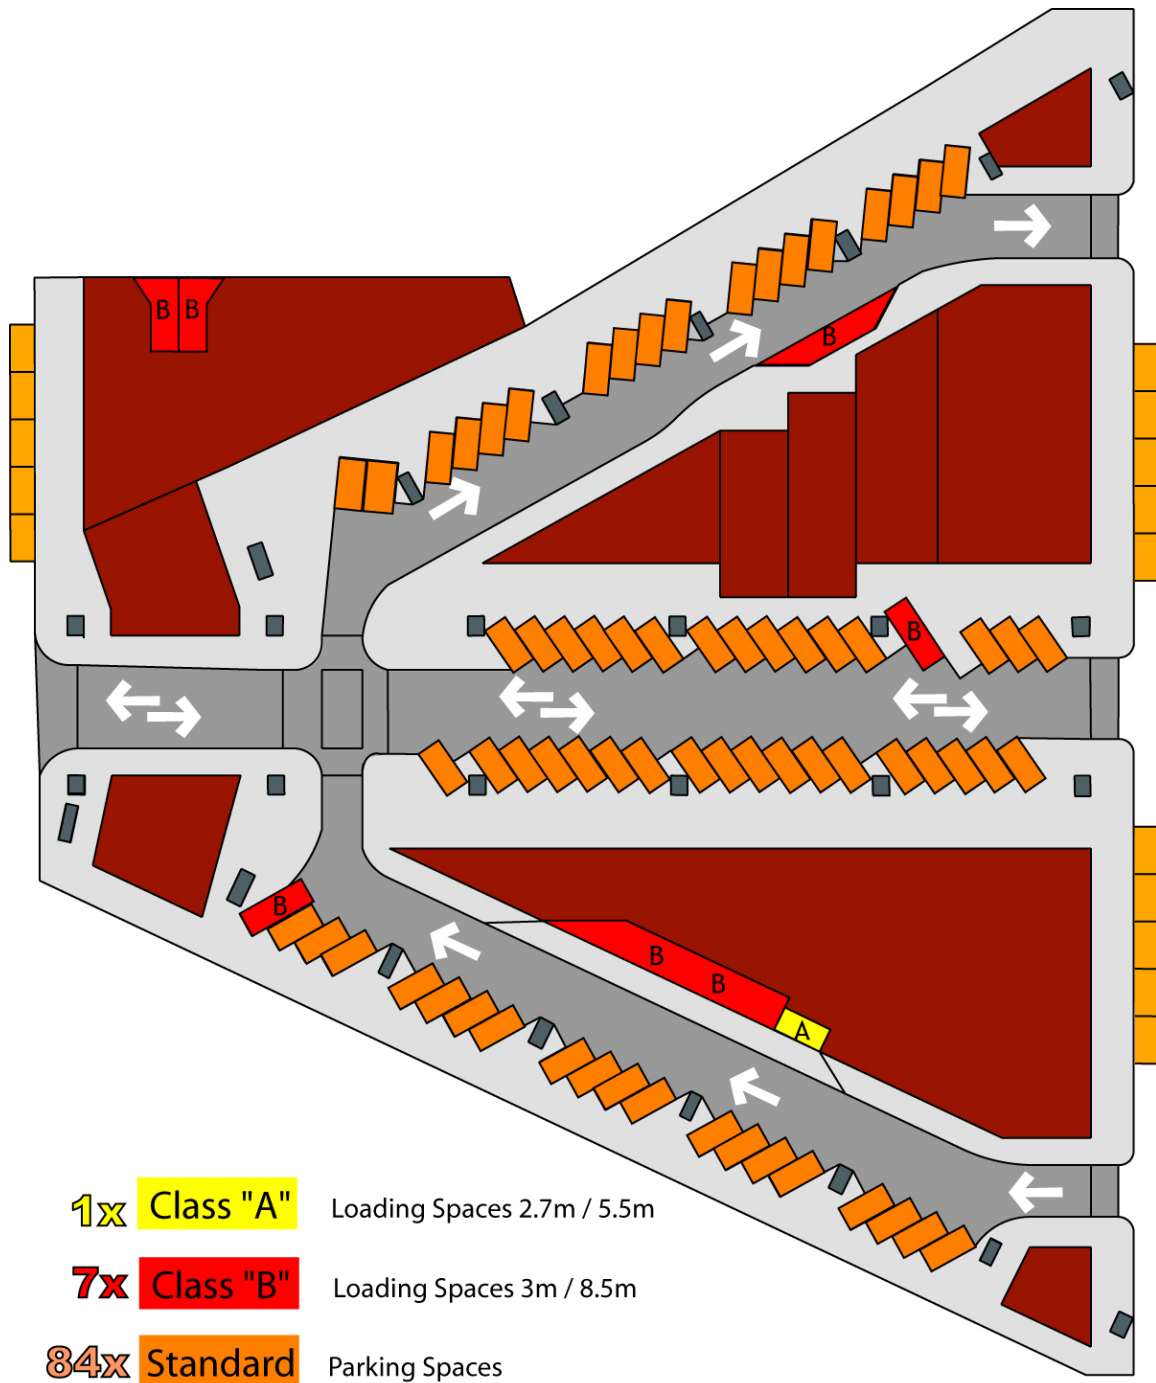 B B
B
B
B
B
B
A
1x Class "A" Loading Spaces 2.7m / 5.5m
7x Class "B" Loading Spaces 3m / 8.5m
84x Standard Parking Spaces